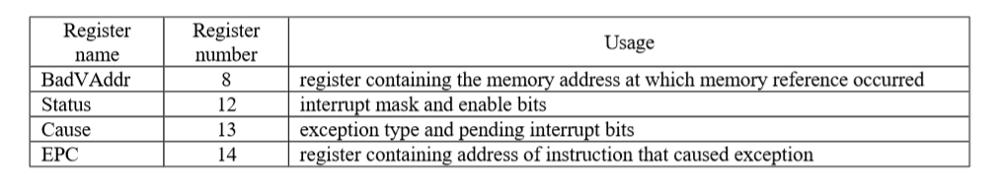 Register name Register number Usage
BadVAddr 8 register containing the memory address at which memory reference occurred
Status 12 interrupt mask and enable bits
Cause 13 exception type and pending interrupt bits
EPC 14 register containing address of instruction that caused exception